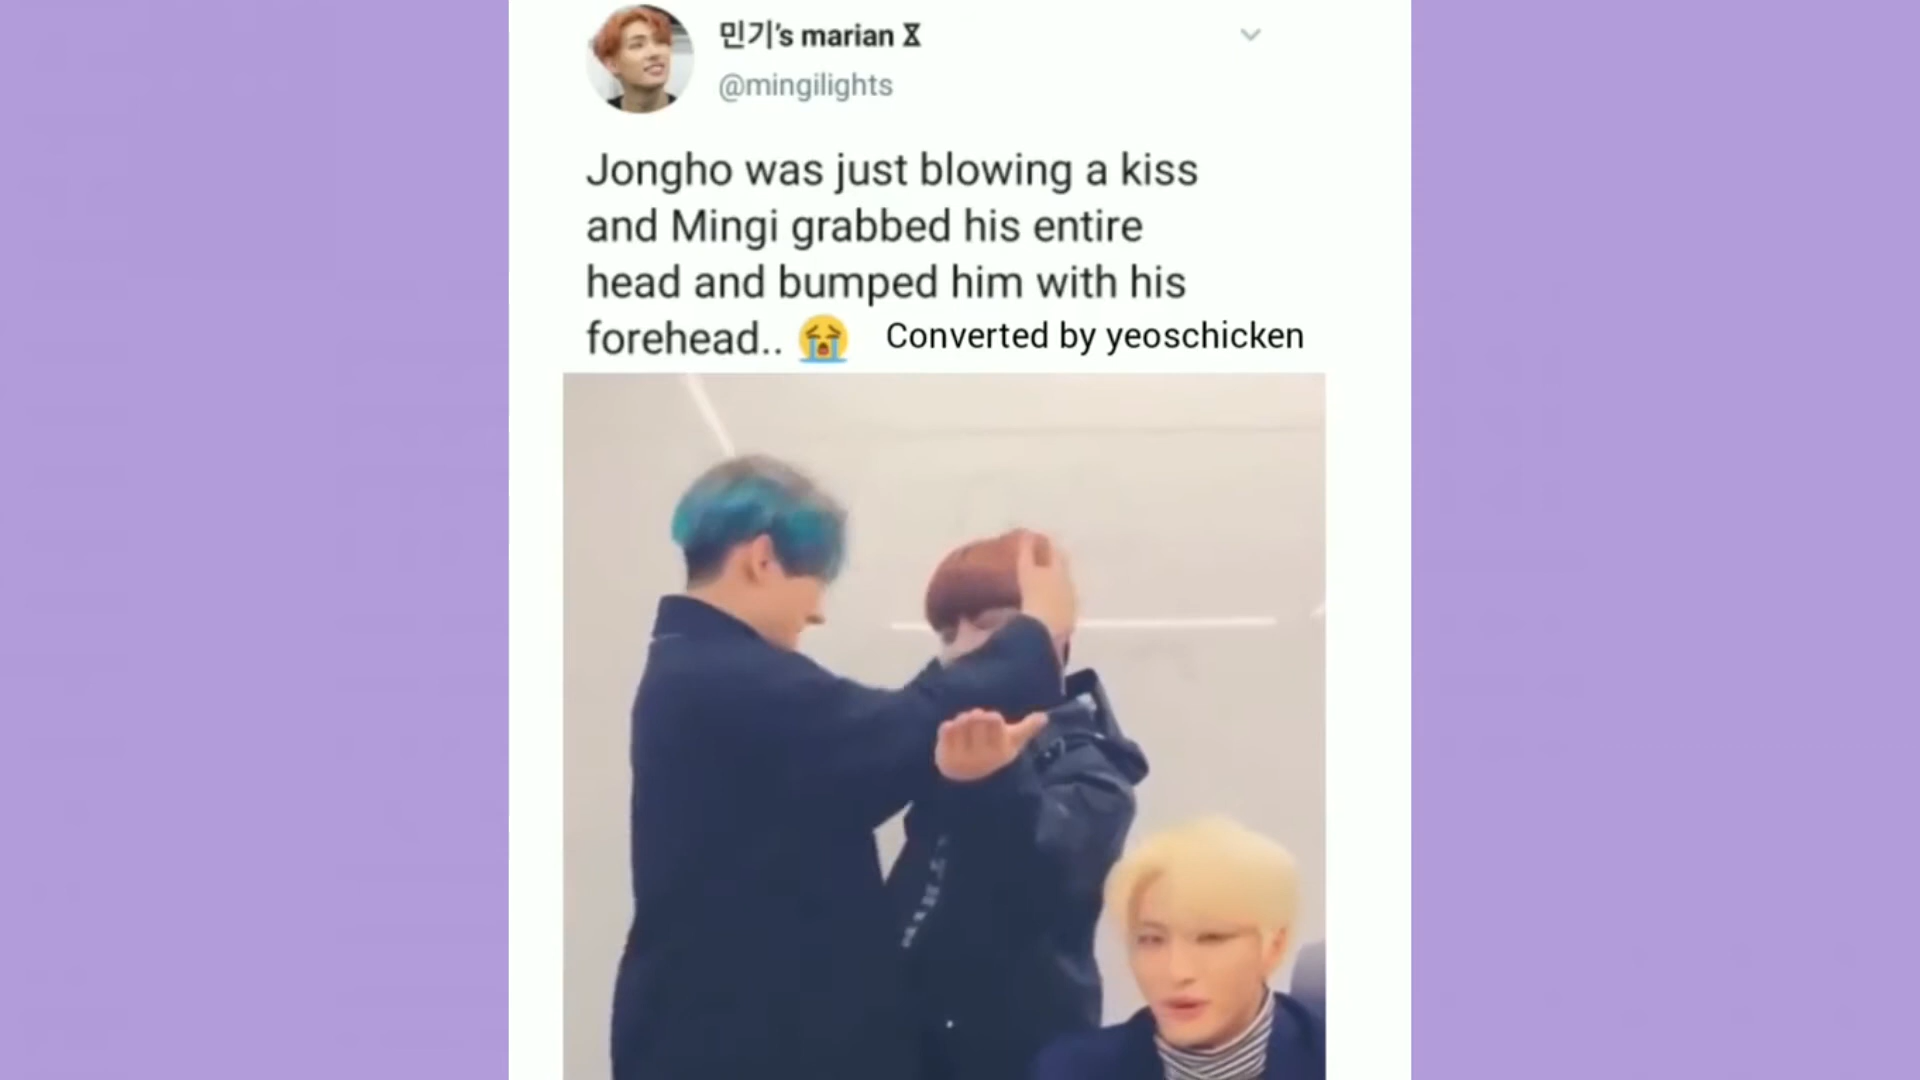 민기's marian ⧖
@mingilights
Jongho was just blowing a kiss
and Mingi grabbed his entire
head and bumped him with his
forehead.. 😭 Converted by yeoschicken